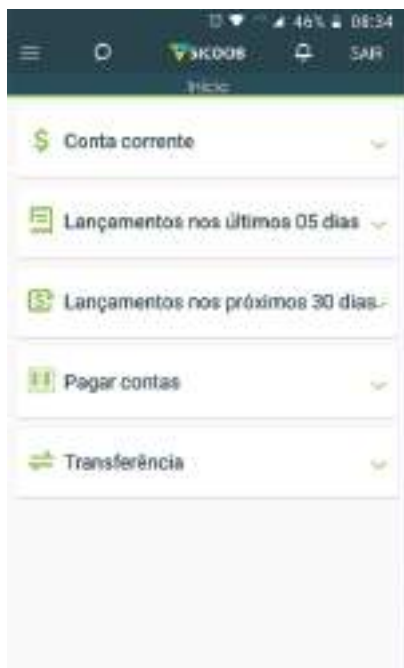 46% 08:34
SICOOB SAIR
Início
Conta corrente
Lançamentos nos últimos 05 dias
Lançamentos nos próximos 30 dias
Pagar contas
Transferência